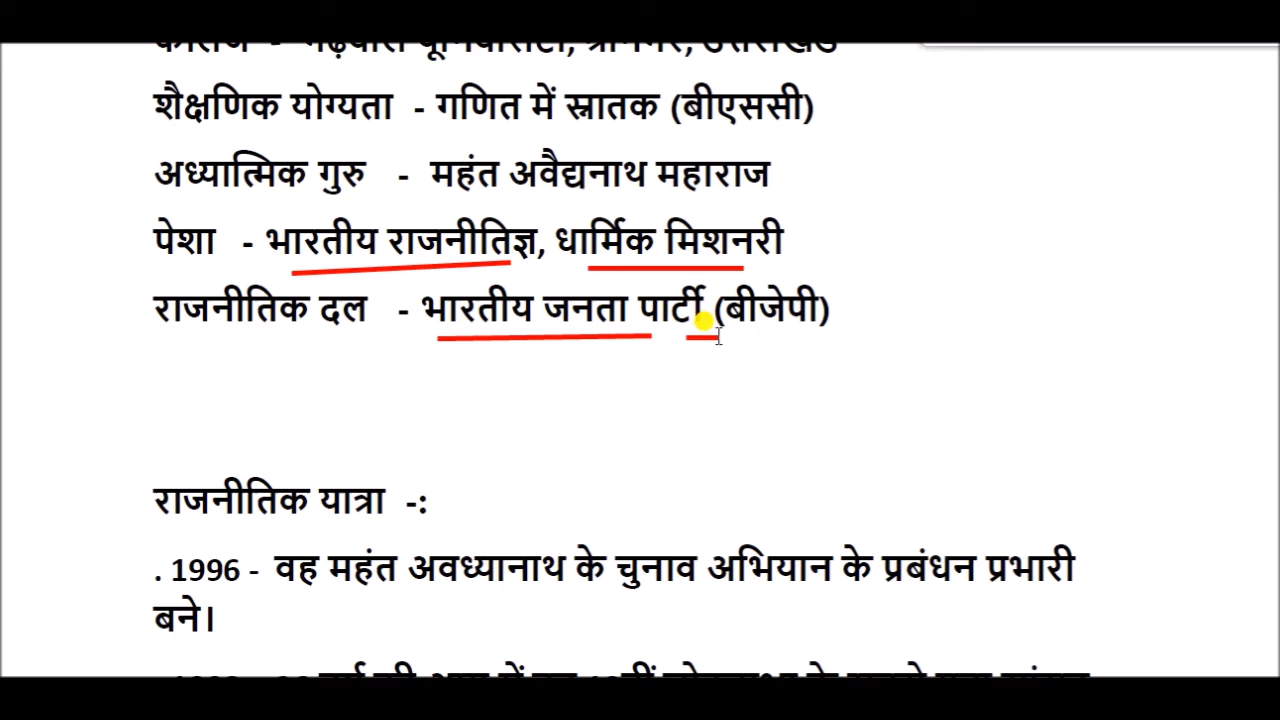 शैक्षणिक योग्यता - गणित में स्नातक (बीएससी)
अध्यात्मिक गुरु - महंत अवैद्यनाथ महाराज
पेशा - भारतीय राजनीतिज्ञ, धार्मिक मिशनरी
राजनीतिक दल - भारतीय जनता पार्टी (बीजेपी)
राजनीतिक यात्रा -:
. 1996 - वह महंत अवध्यानाथ के चुनाव अभियान के प्रबंधन प्रभारी
बने।